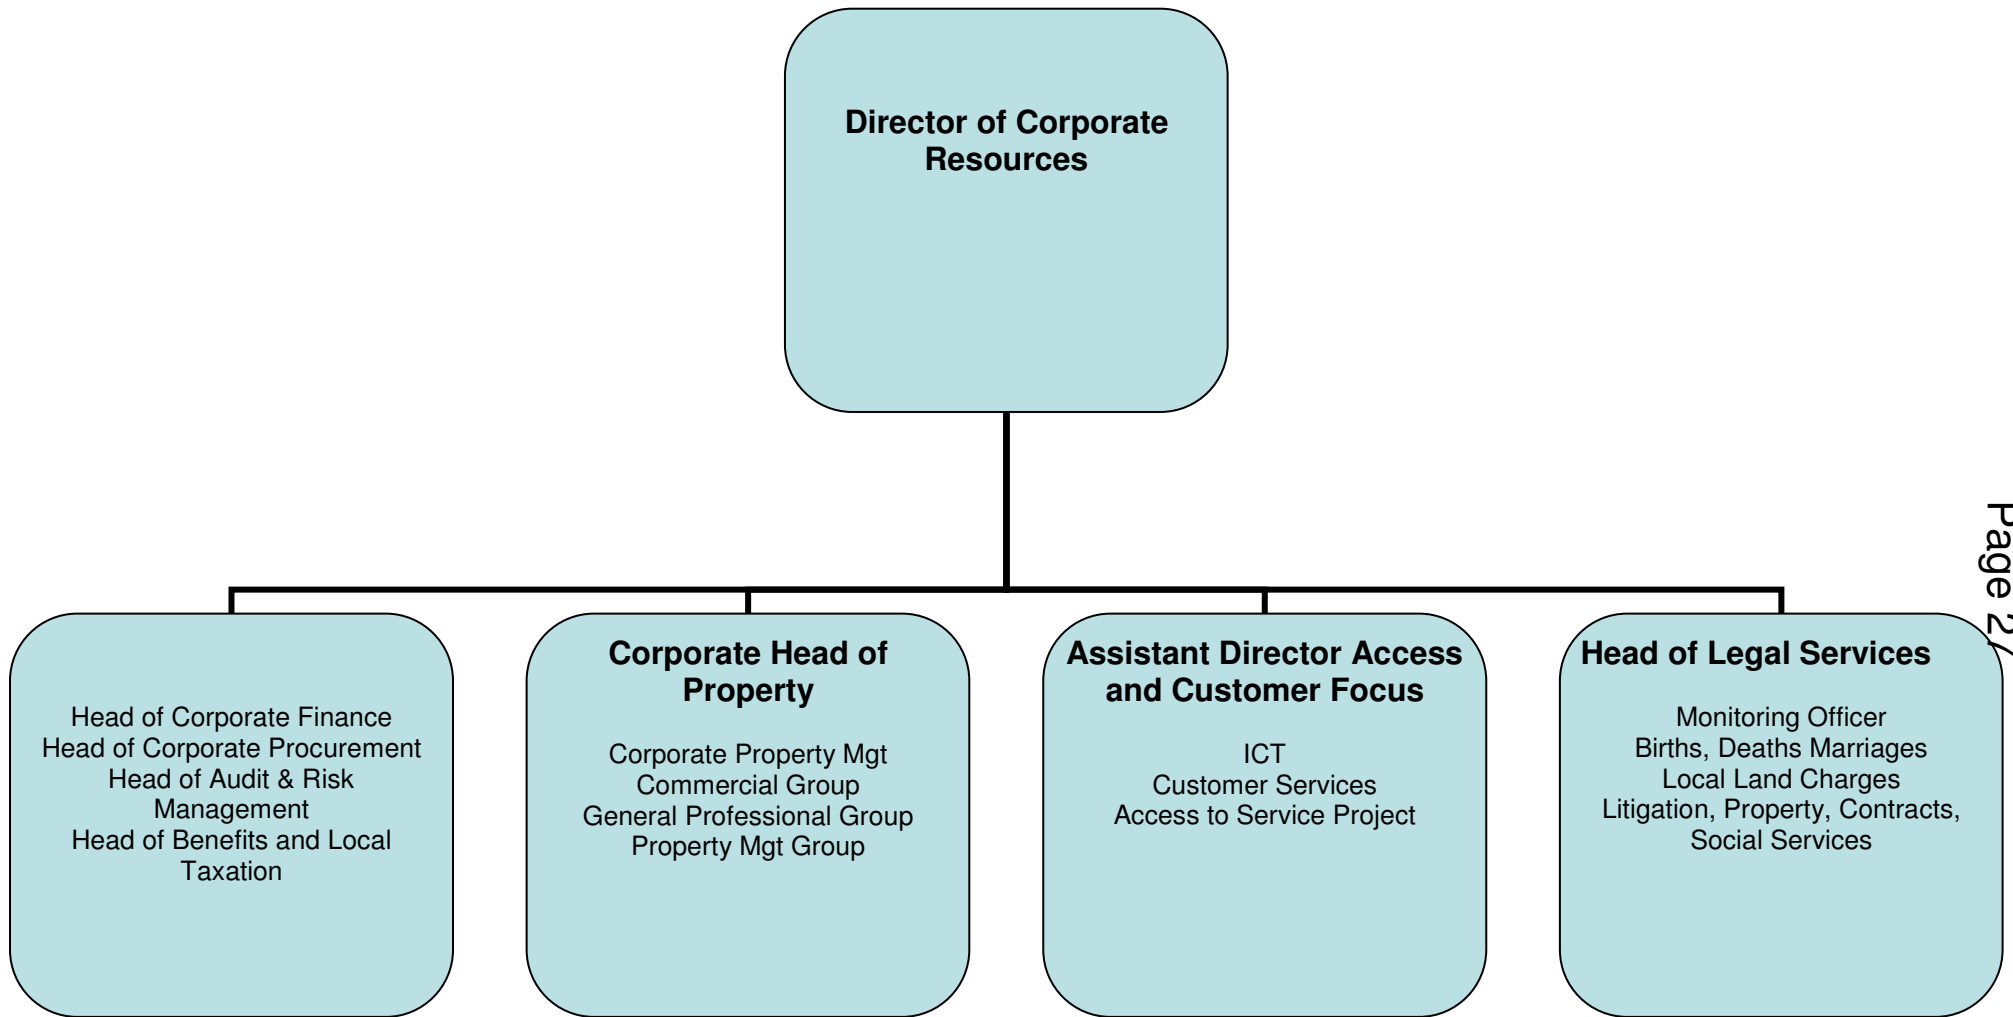 Director of Corporate
Resources
Head of Corporate Finance
Head of Corporate Procurement
Head of Audit & Risk
Management
Head of Benefits and Local
Taxation
Corporate Head of
Property
Corporate Property Mgt
Commercial Group
General Professional Group
Property Mgt Group
Assistant Director Access
and Customer Focus
ICT
Customer Services
Access to Service Project
Head of Legal Services
Monitoring Officer
Births, Deaths Marriages
Local Land Charges
Litigation, Property, Contracts,
Social Services
Page 27